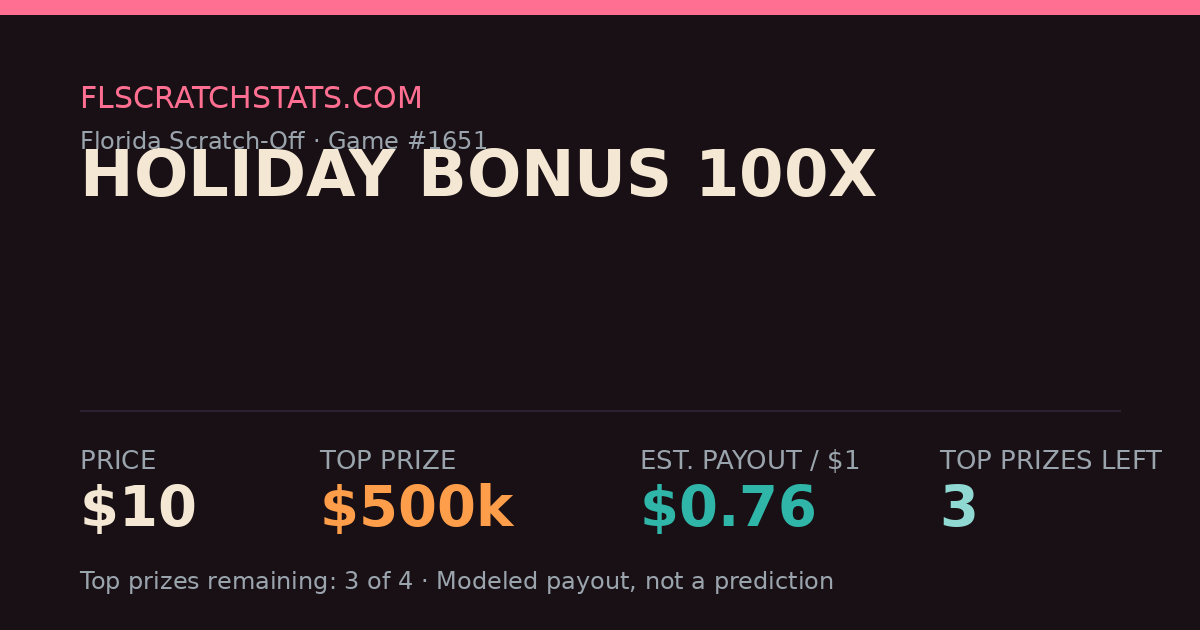 FLSCRATCHSTATS.COM
Florida Scratch-Off · Game #1651
HOLIDAY BONUS 100X
PRICE TOP PRIZE EST. PAYOUT / $1 TOP PRIZES LEFT
$10 $500k $0.76 3
Top prizes remaining: 3 of 4 · Modeled payout, not a prediction